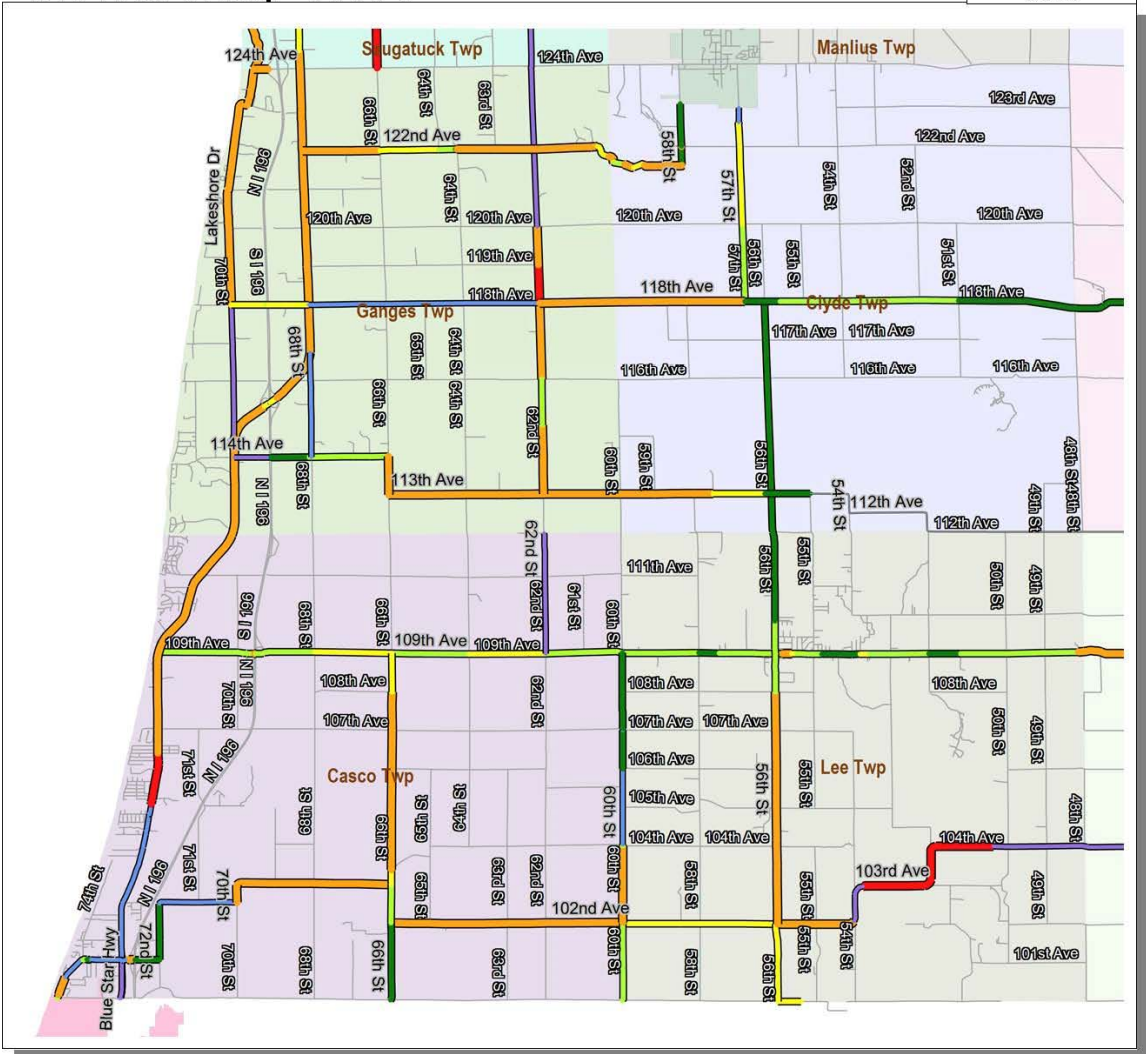 Saugatuck Twp
Manlius Twp
124th Ave
124th Ave
64th St
63rd St
66th St
123rd Ave
122nd Ave
122nd Ave
58th St
N I 196
Lakeshore Dr
64th St
57th St
54th St
52nd St
120th Ave
120th Ave
120th Ave
120th Ave
S I 196
70th St
119th Ave
57th St
56th St
55th St
51st St
118th Ave
118th Ave
118th Ave
Ganges Twp
Clyde Twp
68th St
65th St
64th St
117th Ave
117th Ave
116th Ave
116th Ave
116th Ave
66th St
64th St
62nd St
114th Ave
68th St
60th St
59th St
56th St
48th St
48th St
113th Ave
N I 196
54th St
112th Ave
49th St
112th Ave
62nd St
56th St
55th St
111th Ave
50th St
49th St
S I 196
68th St
66th St
62nd St
61st St
60th St
109th Ave
109th Ave
109th Ave
N I 196
70th St
108th Ave
62nd St
108th Ave
108th Ave
107th Ave
107th Ave
107th Ave
50th St
49th St
71st St
N I 196
106th Ave
Casco Twp
Lee Twp
56th St
55th St
68th St
65th St
64th St
60th St
105th Ave
66th St
104th Ave
104th Ave
104th Ave
48th St
74th St
71st St
N I 196
70th St
65th St
63rd St
62nd St
60th St
58th St
55th St
103rd Ave
49th St
102nd Ave
Blue Star Hwy
72nd St
70th St
68th St
66th St
63rd St
60th St
58th St
56th St
55th St
54th St
101st Ave